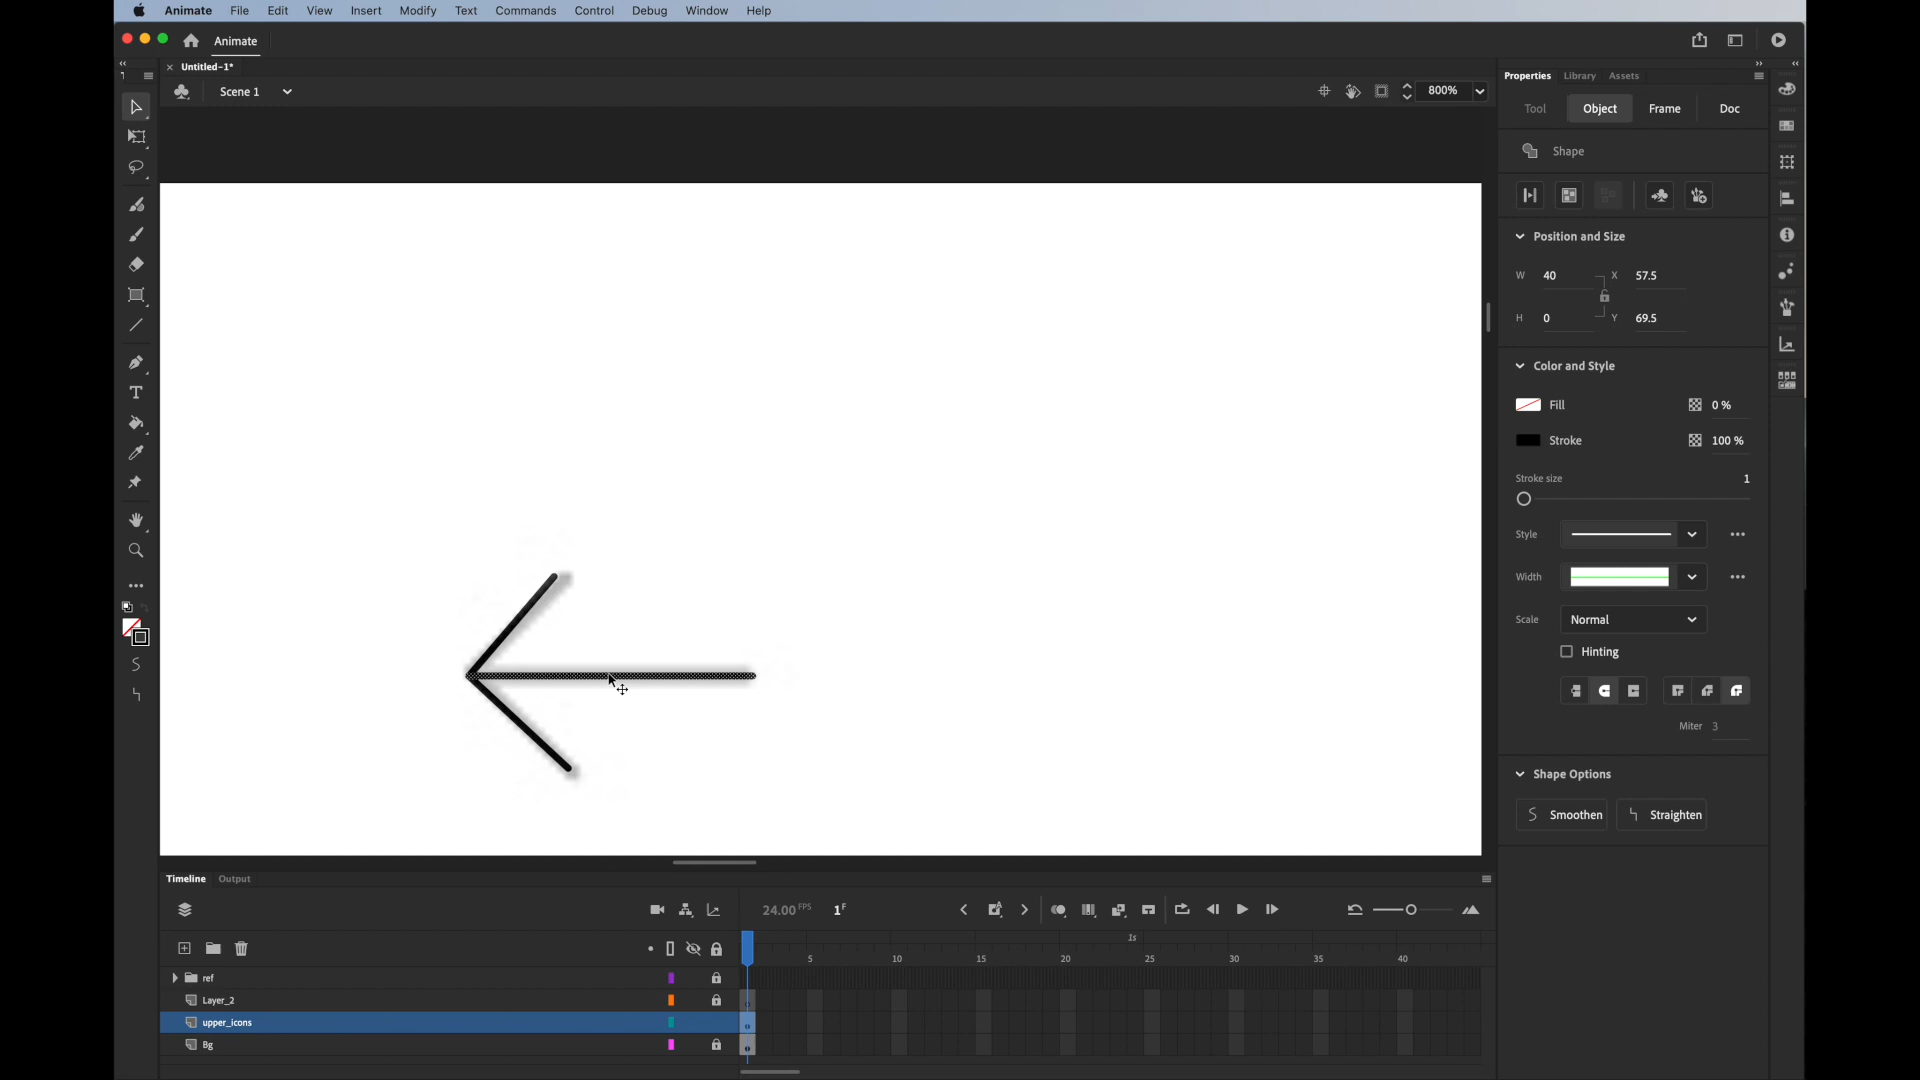 Animate File Edit View Insert Modify Text Commands Control Debug Window Help
Animate
Untitled-1*
Scene 1
800%
Properties Library Assets
Tool Object Frame Doc
Shape
Position and Size
W 40 X 57.5
H 0 Y 69.5
Color and Style
Fill 0 %
Stroke 100 %
Stroke size 1
Style
Width
Scale Normal
Hinting
Miter 3
Shape Options
Smoothen Straighten
Timeline Output
24.00 FPS 1 F
1s
5 10 15 20 25 30 35 40
ref
Layer_2
upper_icons
Bg